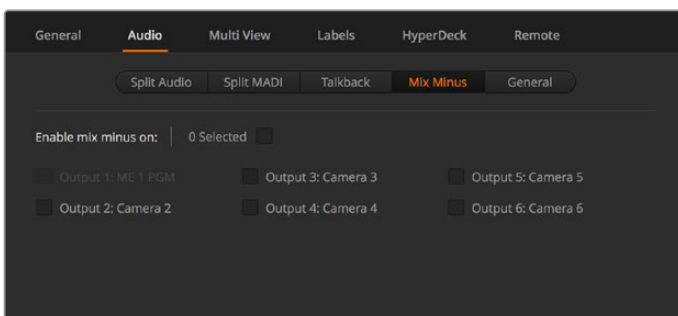 General Audio Multi View Labels HyperDeck Remote
Split Audio Split MADI Talkback Mix Minus General
Enable mix minus on: 0 Selected
Output 1: ME 1 PGM Output 3: Camera 3 Output 5: Camera 5
Output 2: Camera 2 Output 4: Camera 4 Output 6: Camera 6